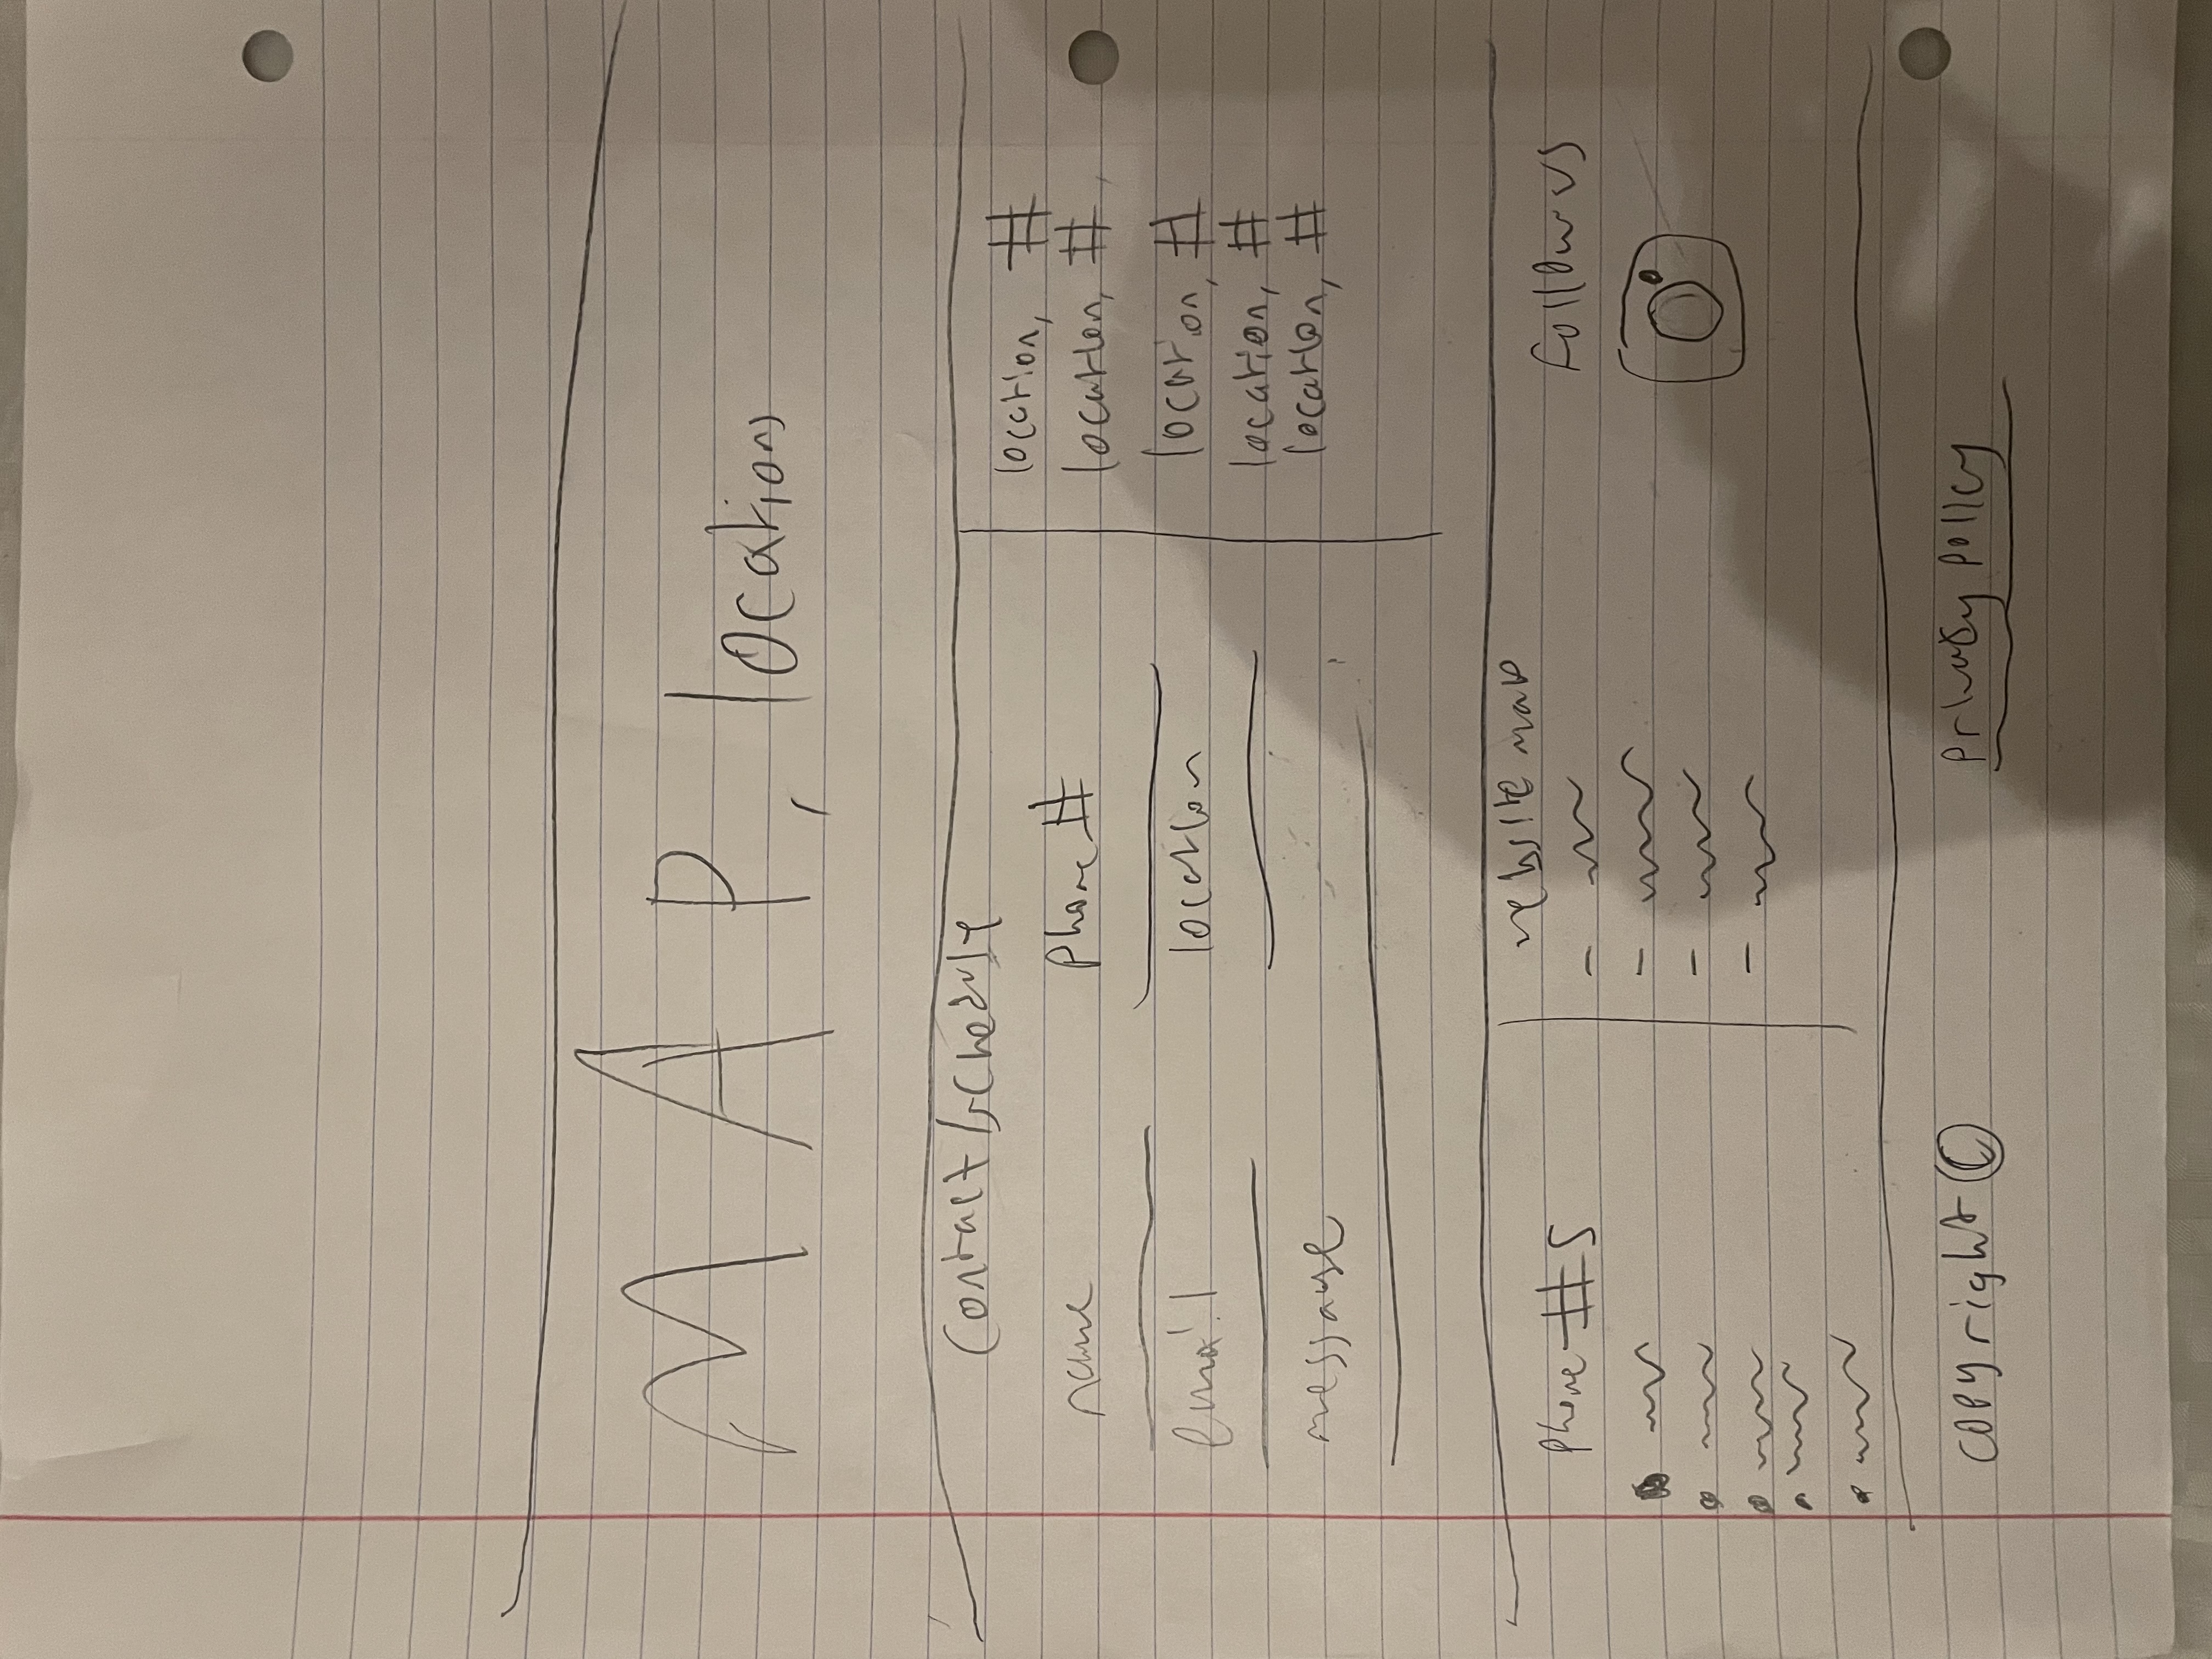 MAP, locations
Contact/schedule
location, #
name
phone #
location, #
email
location
location, #
location, #
message
location, #
phone #s
website map
Follow us
copyright ©
privacy policy